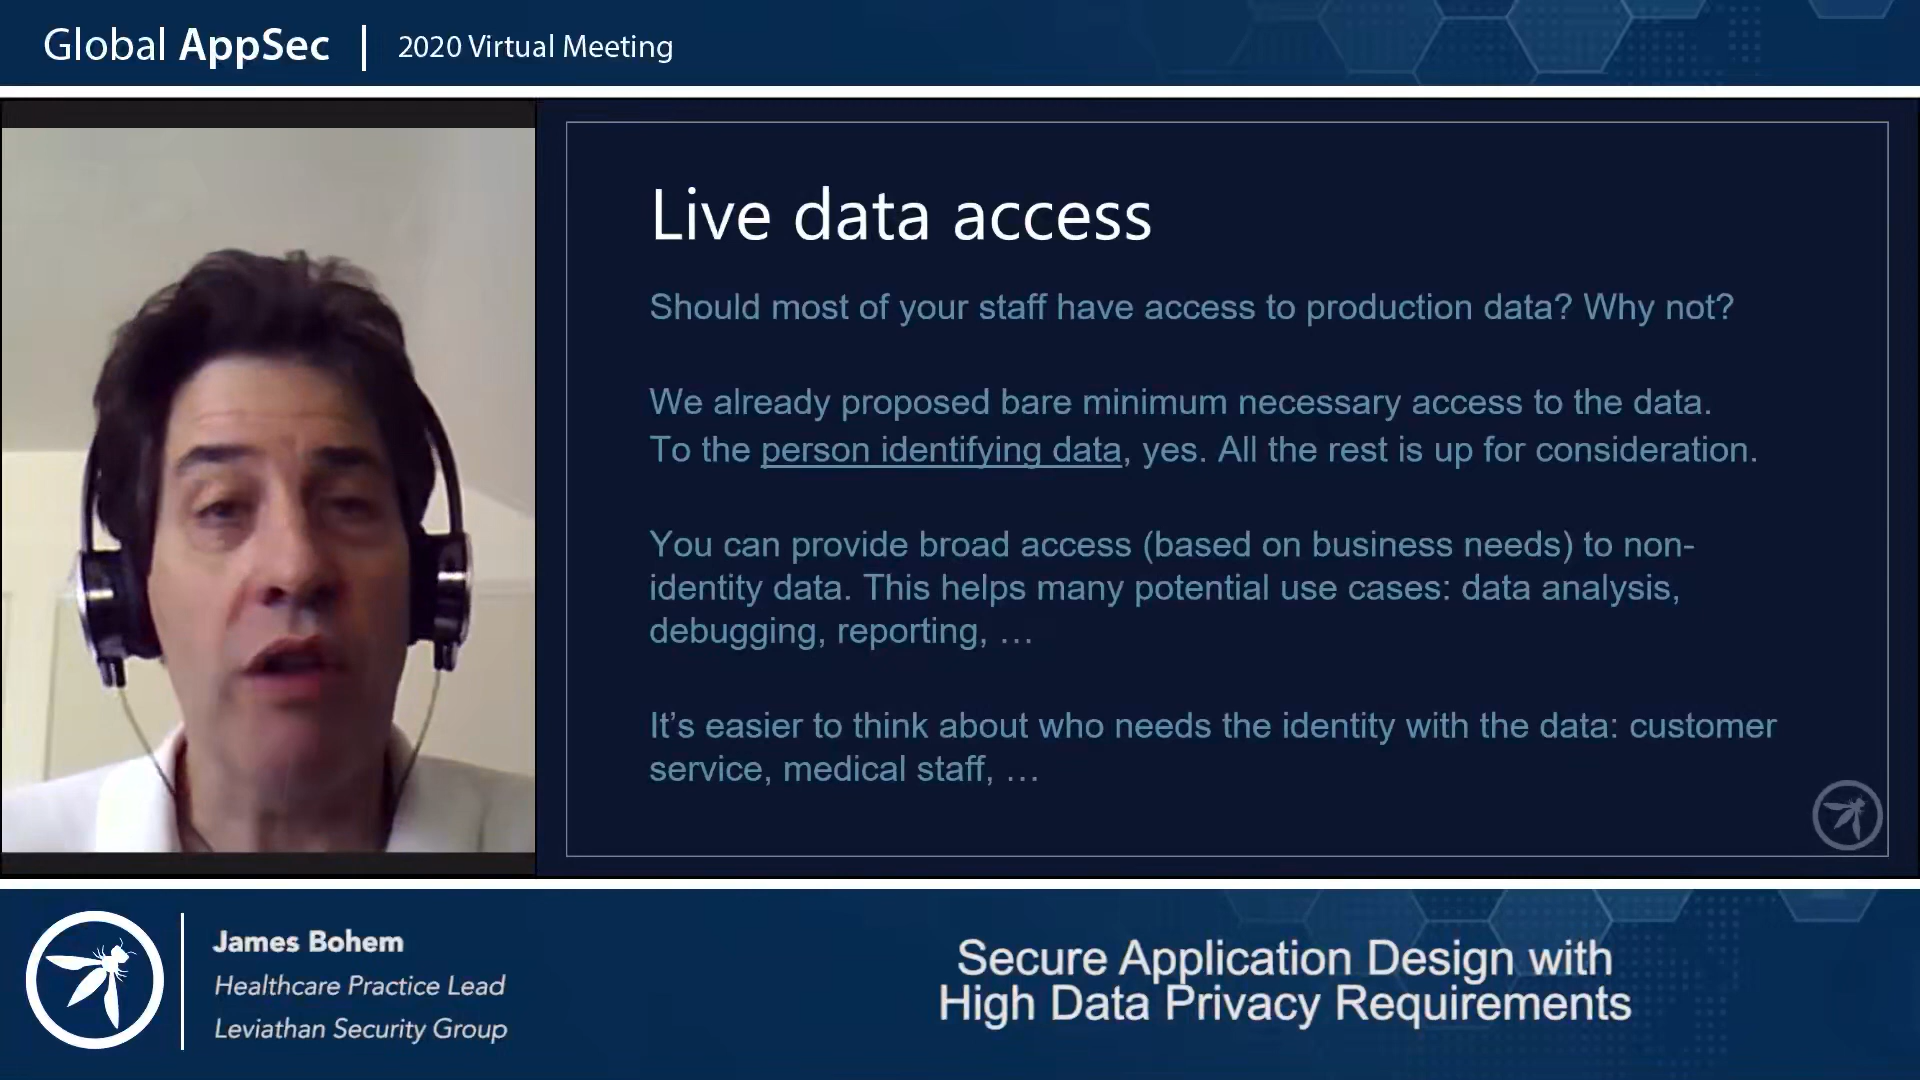 Global AppSec | 2020 Virtual Meeting
Live data access
Should most of your staff have access to production data? Why not?
We already proposed bare minimum necessary access to the data.
To the person identifying data, yes. All the rest is up for consideration.
You can provide broad access (based on business needs) to non-
identity data. This helps many potential use cases: data analysis,
debugging, reporting, …
It’s easier to think about who needs the identity with the data: customer
service, medical staff, …
James Bohem
Healthcare Practice Lead
Leviathan Security Group
Secure Application Design with
High Data Privacy Requirements